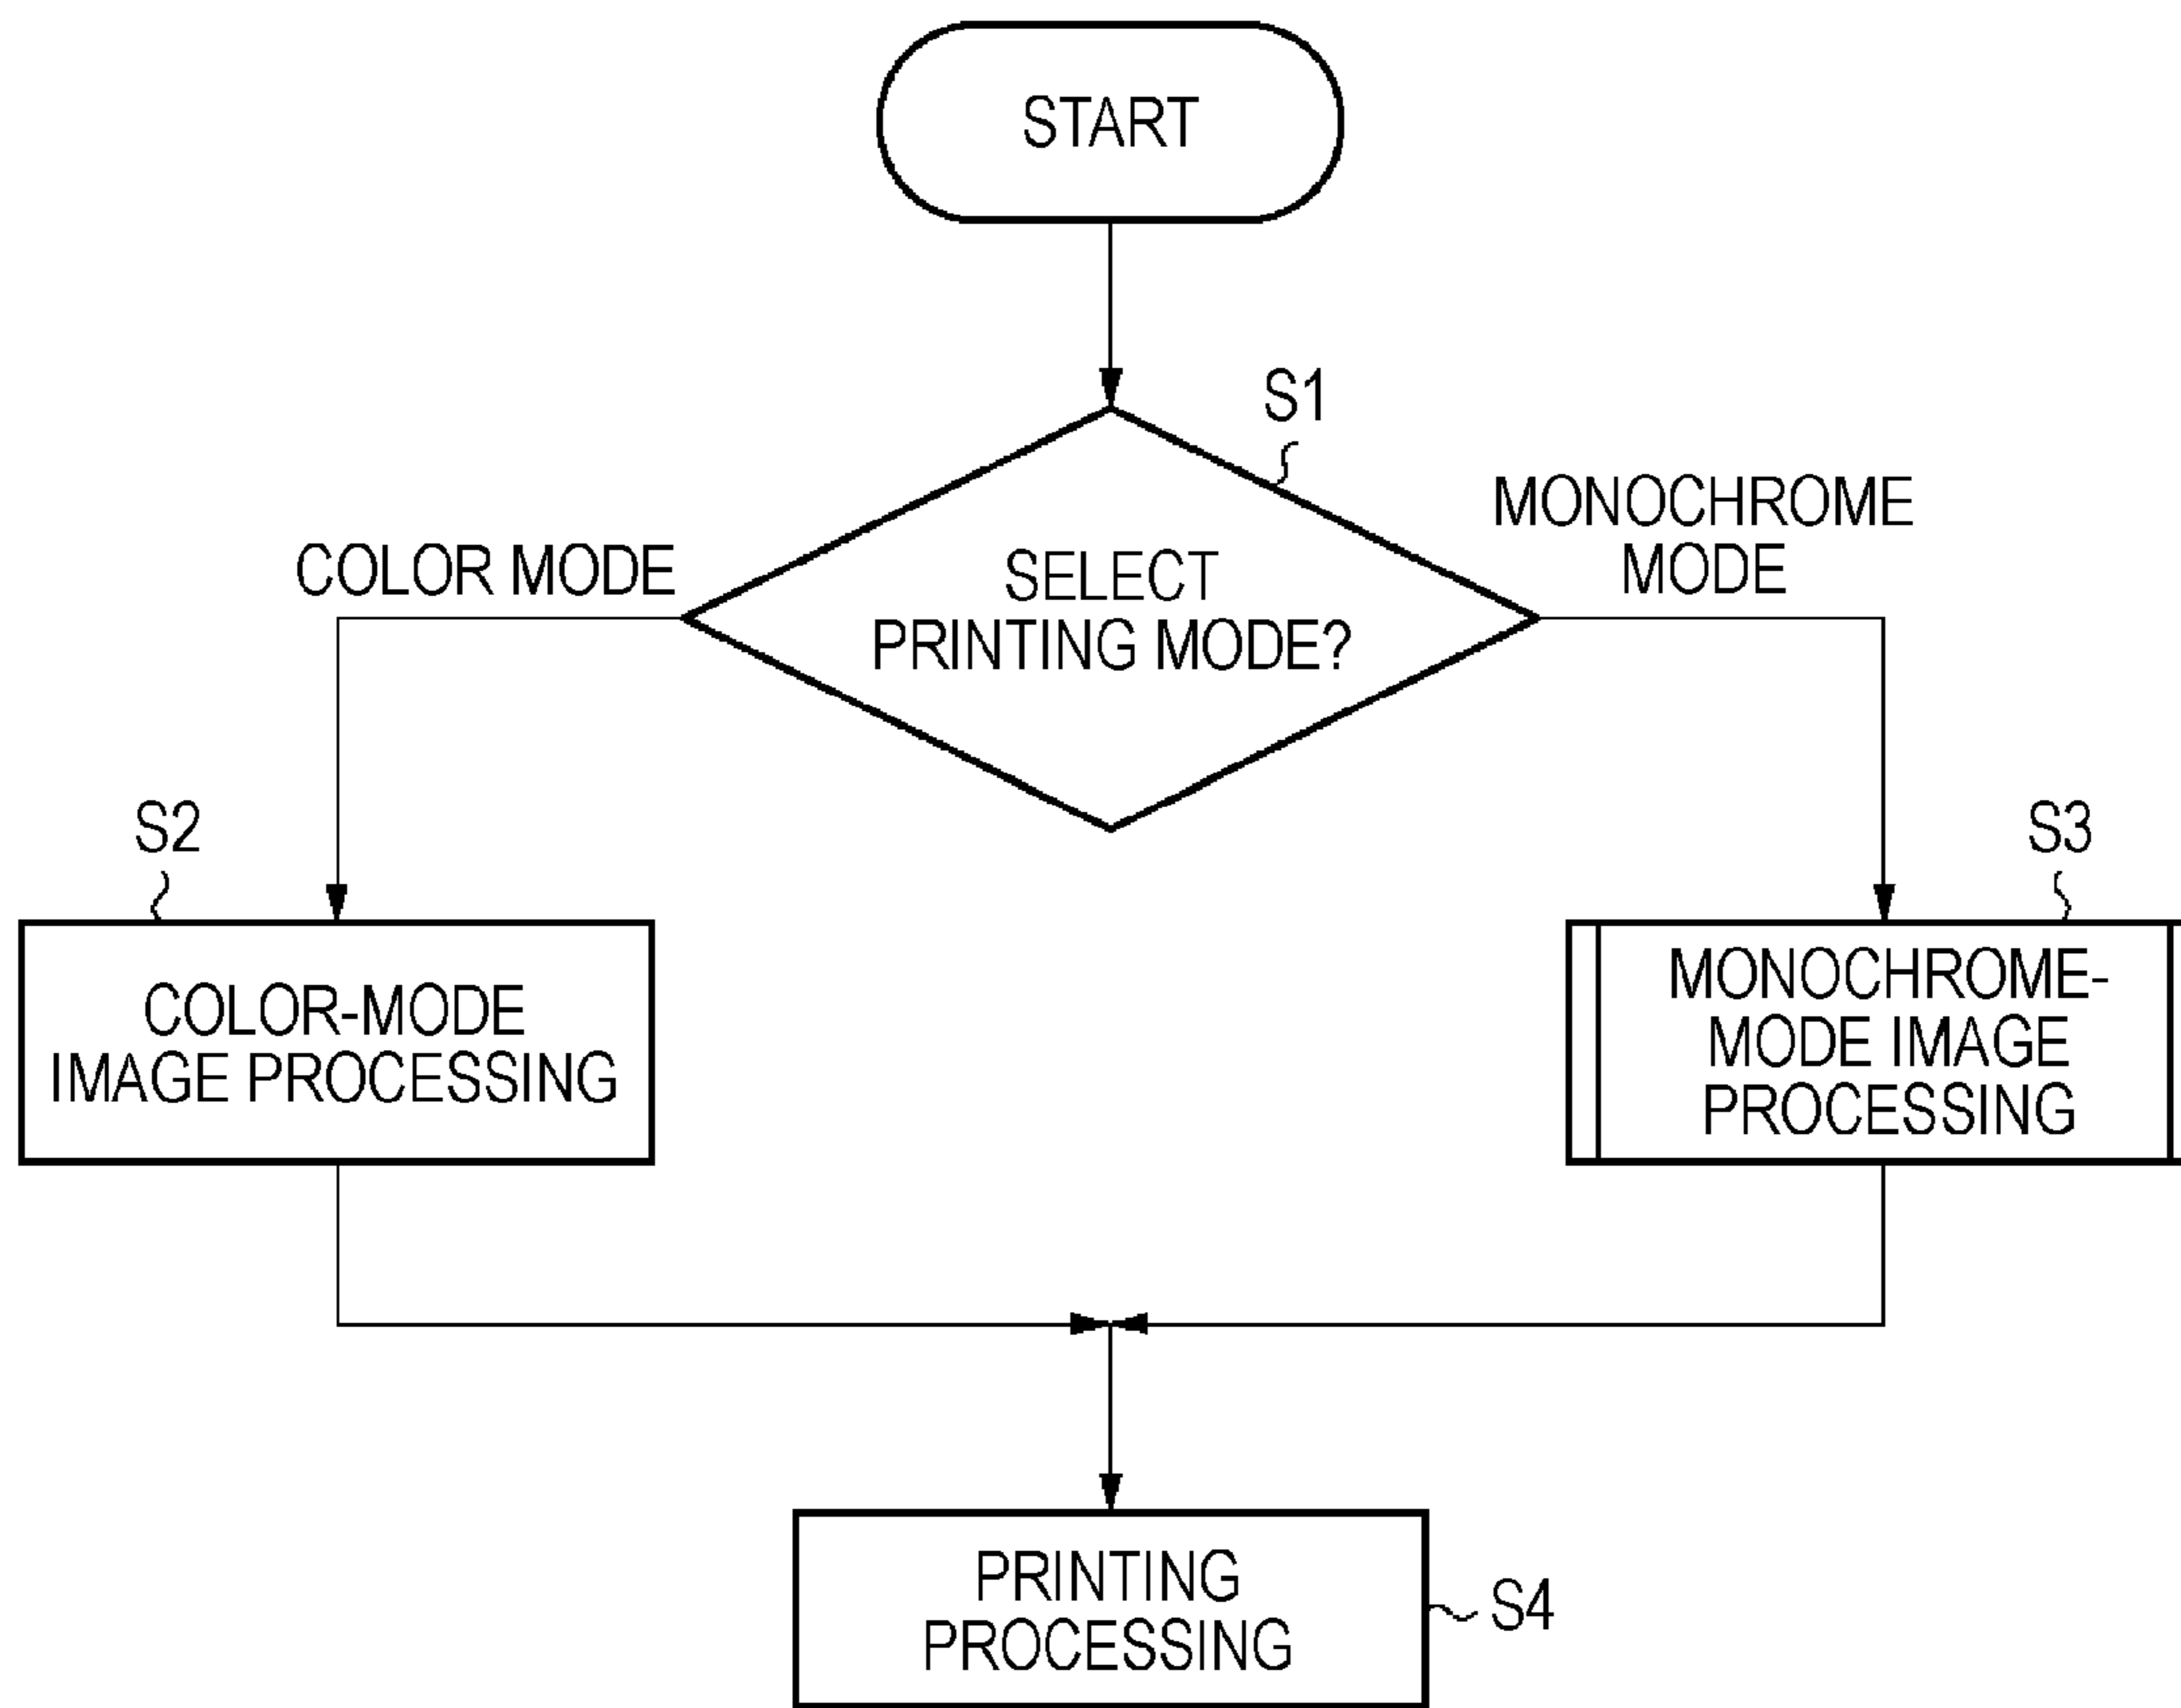 START
S1
MONOCHROME
MODE
COLOR MODE
SELECT
PRINTING MODE?
S2
S3
COLOR-MODE
IMAGE PROCESSING
MONOCHROME-
MODE IMAGE
PROCESSING
PRINTING
PROCESSING
S4